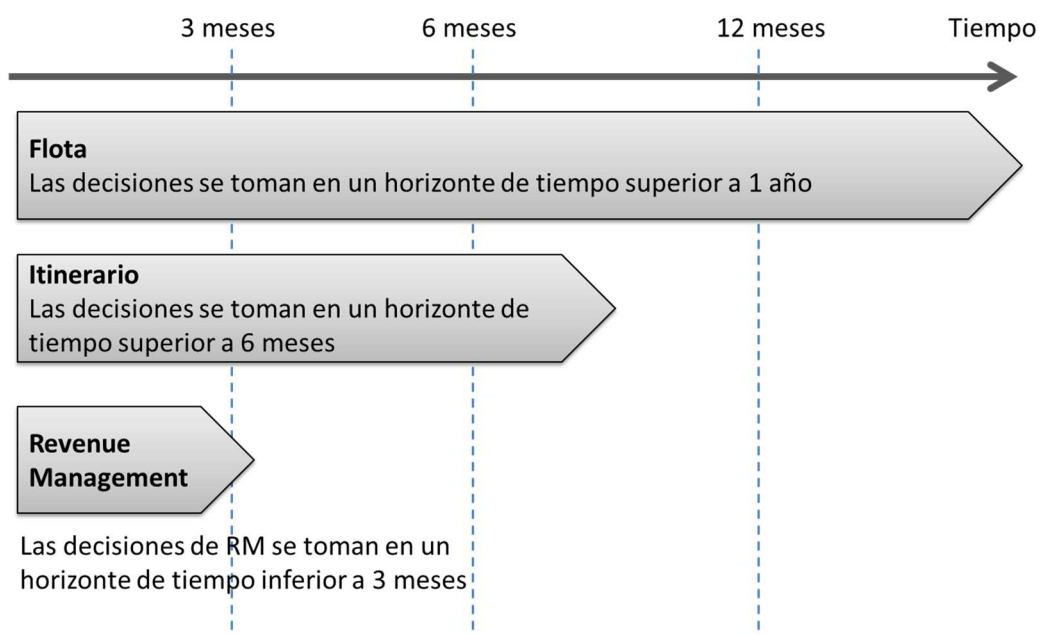 3 meses
6 meses
12 meses
Tiempo
Flota
Las decisiones se toman en un horizonte de tiempo superior a 1 año
Itinerario
Las decisiones se toman en un horizonte de
tiempo superior a 6 meses
Revenue
Management
Las decisiones de RM se toman en un
horizonte de tiempo inferior a 3 meses